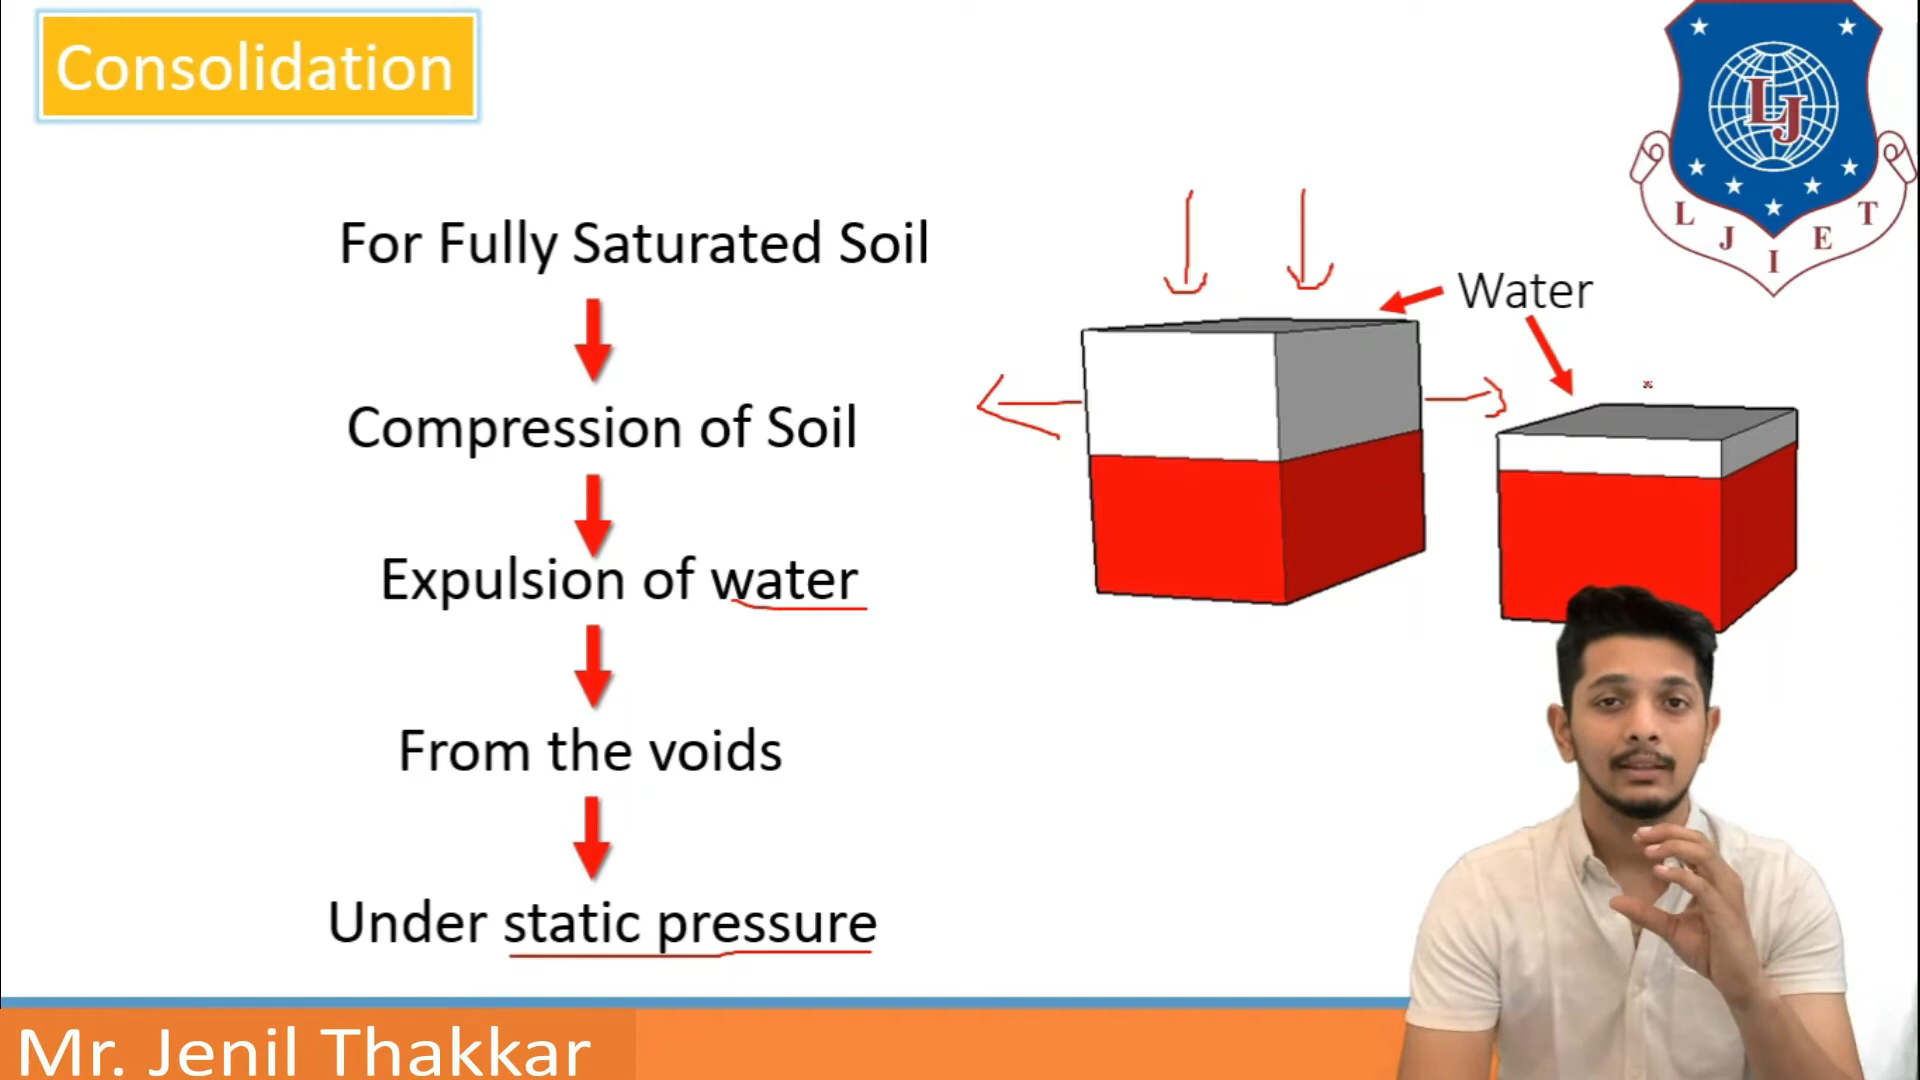 Consolidation
For Fully Saturated Soil
Compression of Soil
Expulsion of water
From the voids
Under static pressure
Water
LJ
L J I E T
Mr. Jenil Thakkar